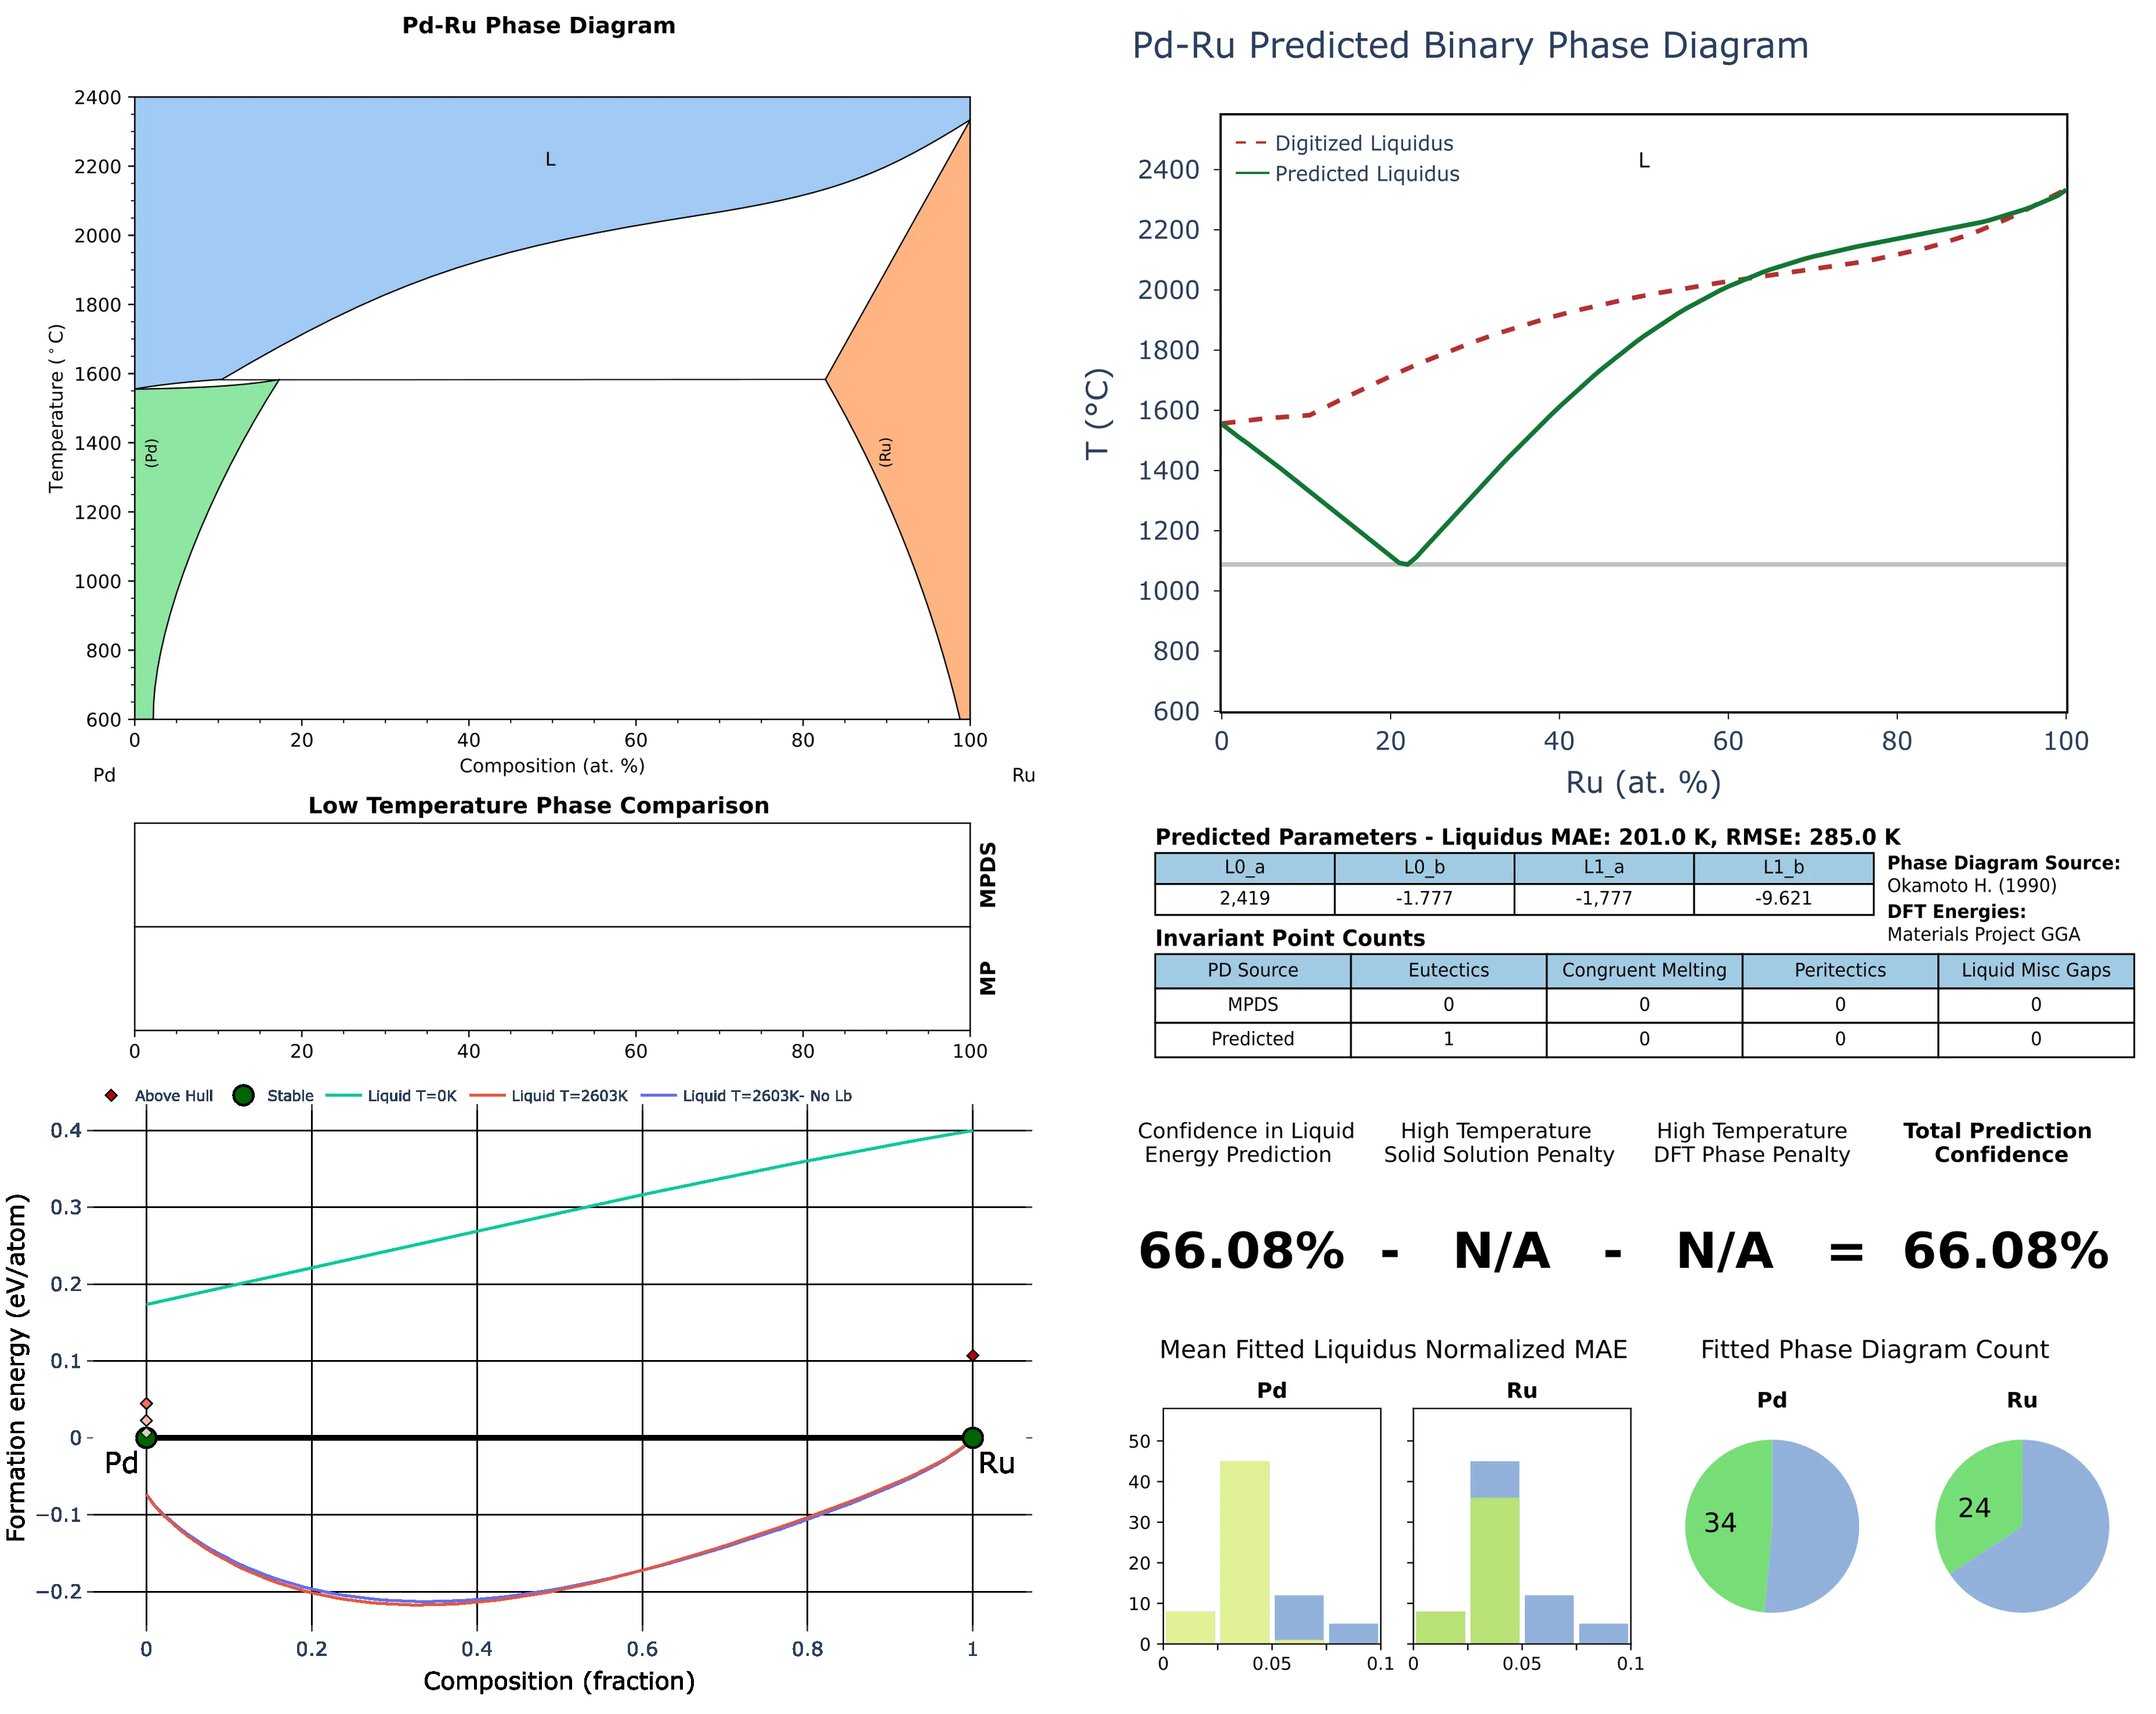 Pd-Ru Phase Diagram
2400
2200
2000
1800
1600
1400
1200
1000
800
600
Temperature (°C)
L
(Pd)
(Ru)
0 20 40 60 80 100
Composition (at. %)
Pd
Ru
Low Temperature Phase Comparison
MPDS
MP
0 20 40 60 80 100
Above Hull Stable Liquid T=0K Liquid T=2603K Liquid T=2603K- No Lb
0.4
0.3
0.2
0.1
0
−0.1
−0.2
Formation energy (eV/atom)
Pd
Ru
0 0.2 0.4 0.6 0.8 1
Composition (fraction)
Pd-Ru Predicted Binary Phase Diagram
Digitized Liquidus
Predicted Liquidus
L
2400
2200
2000
1800
1600
1400
1200
1000
800
600
T (°C)
0 20 40 60 80 100
Ru (at. %)
Predicted Parameters - Liquidus MAE: 201.0 K, RMSE: 285.0 K
L0_a L0_b L1_a L1_b
2,419 -1.777 -1,777 -9.621
Phase Diagram Source:
Okamoto H. (1990)
DFT Energies:
Materials Project GGA
Invariant Point Counts
PD Source Eutectics Congruent Melting Peritectics Liquid Misc Gaps
MPDS 0 0 0 0
Predicted 1 0 0 0
Confidence in Liquid
Energy Prediction
High Temperature
Solid Solution Penalty
High Temperature
DFT Phase Penalty
Total Prediction
Confidence
66.08% - N/A - N/A = 66.08%
Mean Fitted Liquidus Normalized MAE
Pd
Ru
50
40
30
20
10
0
0 0.05 0.1
0 0.05 0.1
Fitted Phase Diagram Count
Pd
Ru
34
24